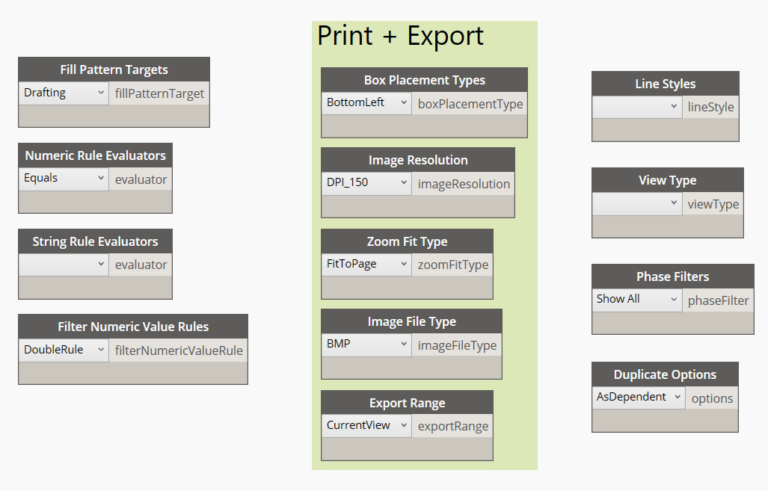 Print + Export
Fill Pattern Targets
Drafting fillPatternTarget
Numeric Rule Evaluators
Equals evaluator
String Rule Evaluators
evaluator
Filter Numeric Value Rules
DoubleRule filterNumericValueRule
Box Placement Types
BottomLeft boxPlacementType
Image Resolution
DPI_150 imageResolution
Zoom Fit Type
FitToPage zoomFitType
Image File Type
BMP imageFileType
Export Range
CurrentView exportRange
Line Styles
lineStyle
View Type
viewType
Phase Filters
Show All phaseFilter
Duplicate Options
AsDependent options